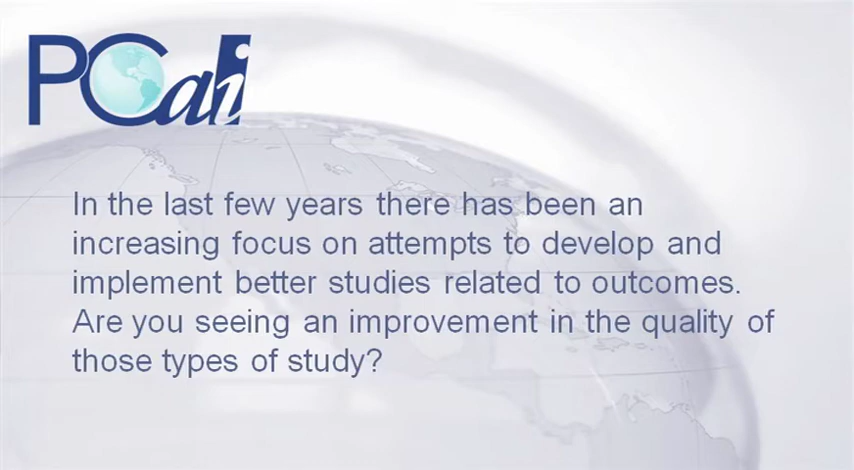 PCai
In the last few years there has been an
increasing focus on attempts to develop and
implement better studies related to outcomes.
Are you seeing an improvement in the quality of
those types of study?